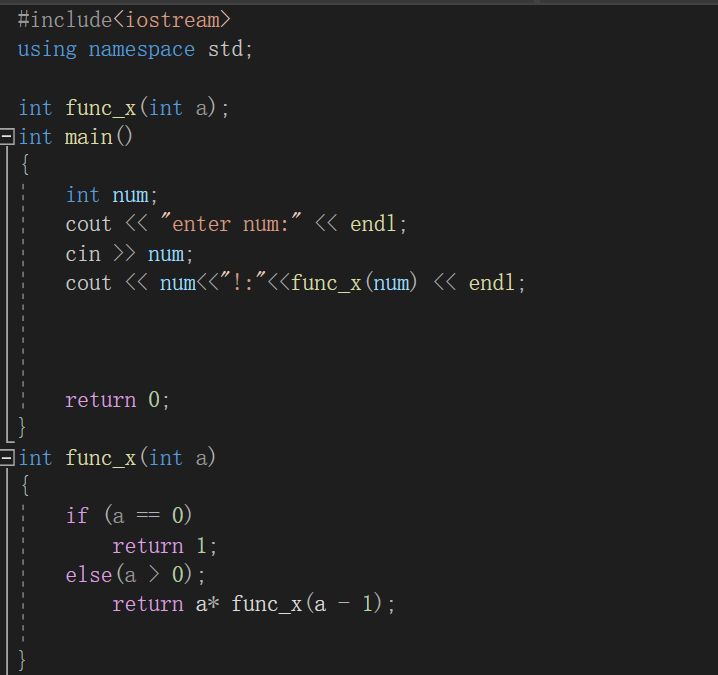 #include<iostream>
using namespace std;
int func_x(int a);
int main()
{
int num;
cout << "enter num:" << endl;
cin >> num;
cout << num<<"!:"<<func_x(num) << endl;
return 0;
}
int func_x(int a)
{
if (a == 0)
return 1;
else(a > 0);
return a* func_x(a - 1);
}